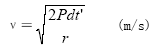 ν = √(2Pdt'/r) (m/s)